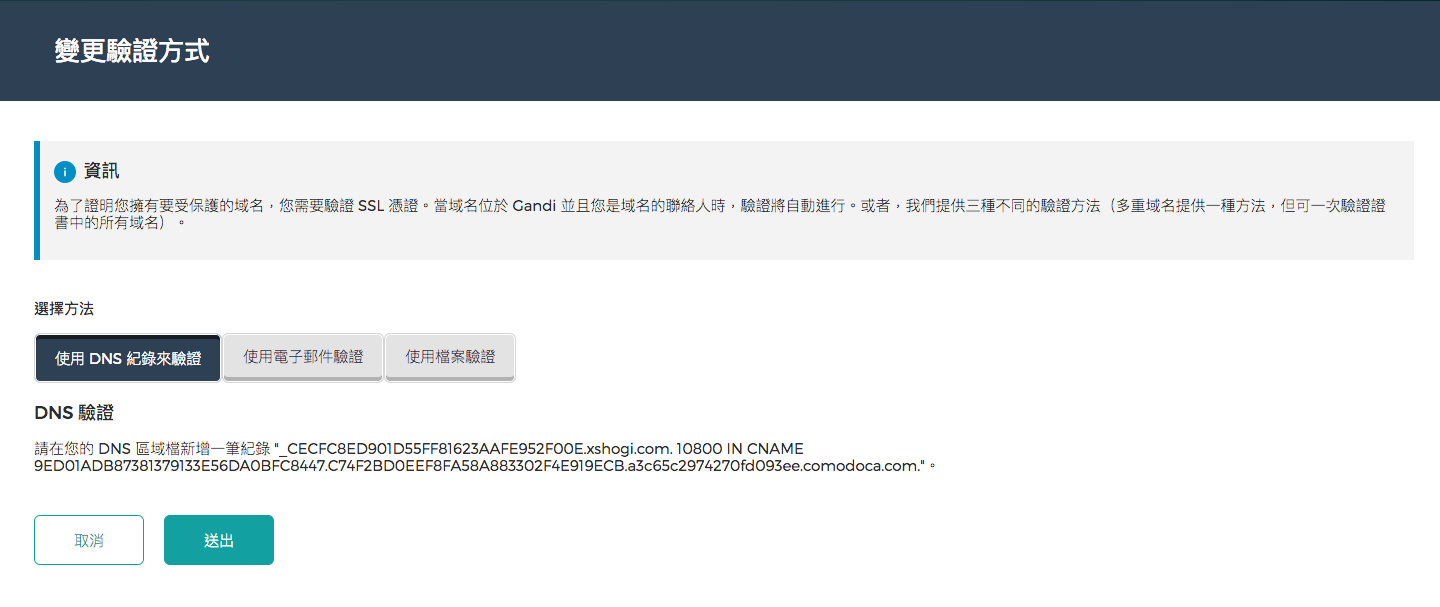 變更驗證方式
資訊
為了證明您擁有要受保護的域名，您需要驗證 SSL 憑證。當域名位於 Gandi 並且您是域名的聯絡人時，驗證將自動進行。或者，我們提供三種不同的驗證方法（多重域名提供一種方法，但可一次驗證證
書中的所有域名）。
選擇方法
使用 DNS 紀錄來驗證
使用電子郵件驗證
使用檔案驗證
DNS 驗證
請在您的 DNS 區域檔新增一筆紀錄 "_CECFC8ED901D55FF81623AAFE952F00E.xshogi.com. 10800 IN CNAME
9ED01ADB87381379133E56DA0BFC8447.C74F2BD0EEF8FA58A883302F4E919ECB.a3c65c2974270fd093ee.comodoca.com."。
取消
送出